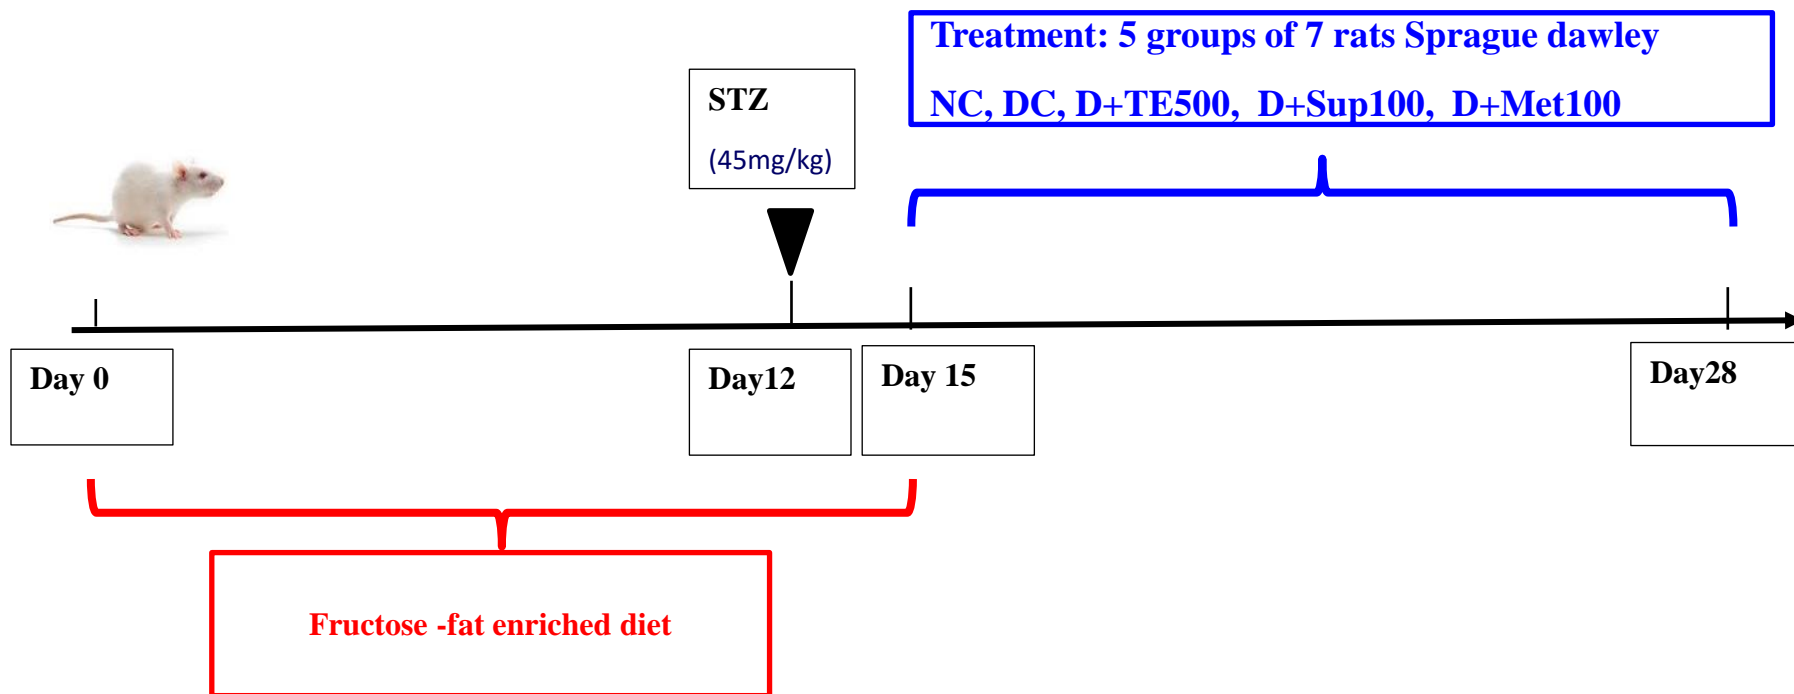 Treatment: 5 groups of 7 rats Sprague dawley
NC, DC, D+TE500, D+Sup100, D+Met100
STZ
(45mg/kg)
Day 0
Day12
Day 15
Day28
Fructose -fat enriched diet